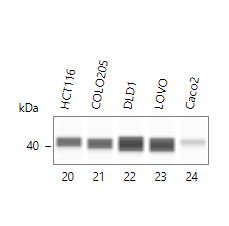 HCT116 COLO205 DLD1 LOVO Caco2
kDa
40 –
20 21 22 23 24